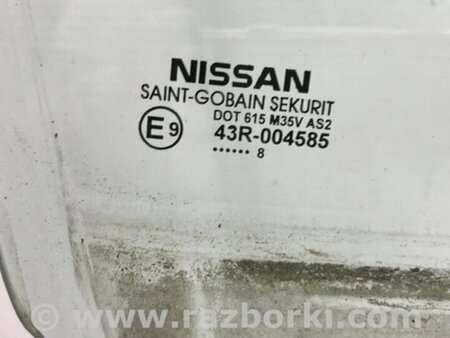 NISSAN
SAINT-GOBAIN SEKURIT
DOT 615 M35V AS2
E9 43R-004585
...... 8
© www.razborki.com